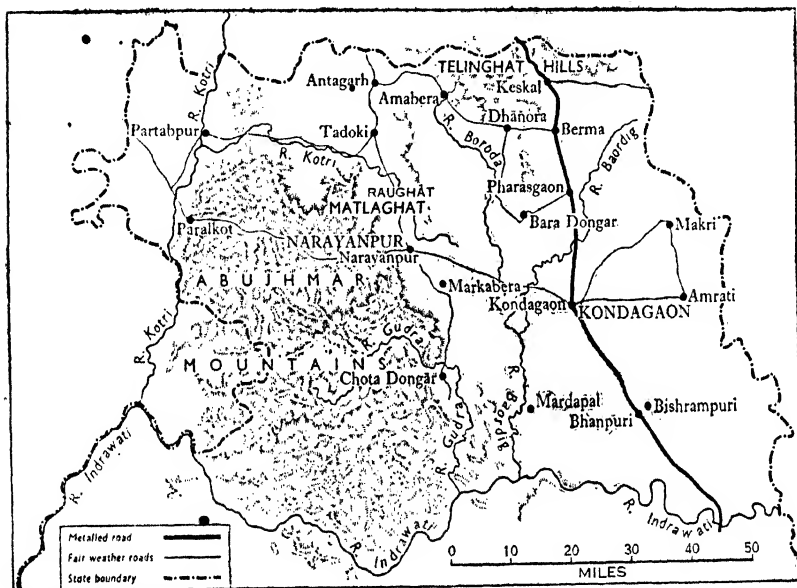 TELINGHAT HILLS
Antagarh
Keskal
Amabera
R. Kotri
Dhanora
Berma
Partabpur
Tadoki
R. Borbda
R. Baordig
R. Kotri
Pharasgaon
RAUGHAT
MATLAGHAT
Bara Dongar
Makri
Paralkot
NARAYANPUR
Narayanpur
ABUJHMAR
Markabera
Amrati
Kondagaon
KONDAGAON
R. Kotri
R. Gudra
MOUNTAINS
Chota Dongar
R. Baordig
Mardapal
Bishrampuri
Bhanpuri
R. Gudra
R. Indrawati
R. Indrawati
R. Indrawati
Metalled road
Fair weather roads
State boundary
0 10 20 30 40 50
MILES